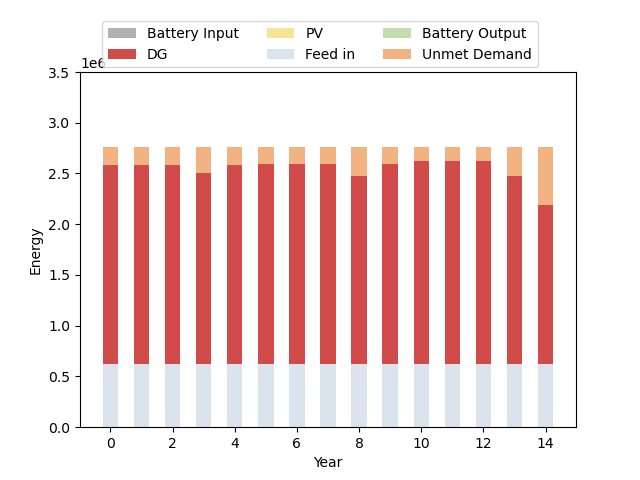 Battery Input PV Battery Output
DG Feed in Unmet Demand
1e6
3.5
3.0
2.5
2.0
1.5
1.0
0.5
0.0
Energy
0 2 4 6 8 10 12 14
Year